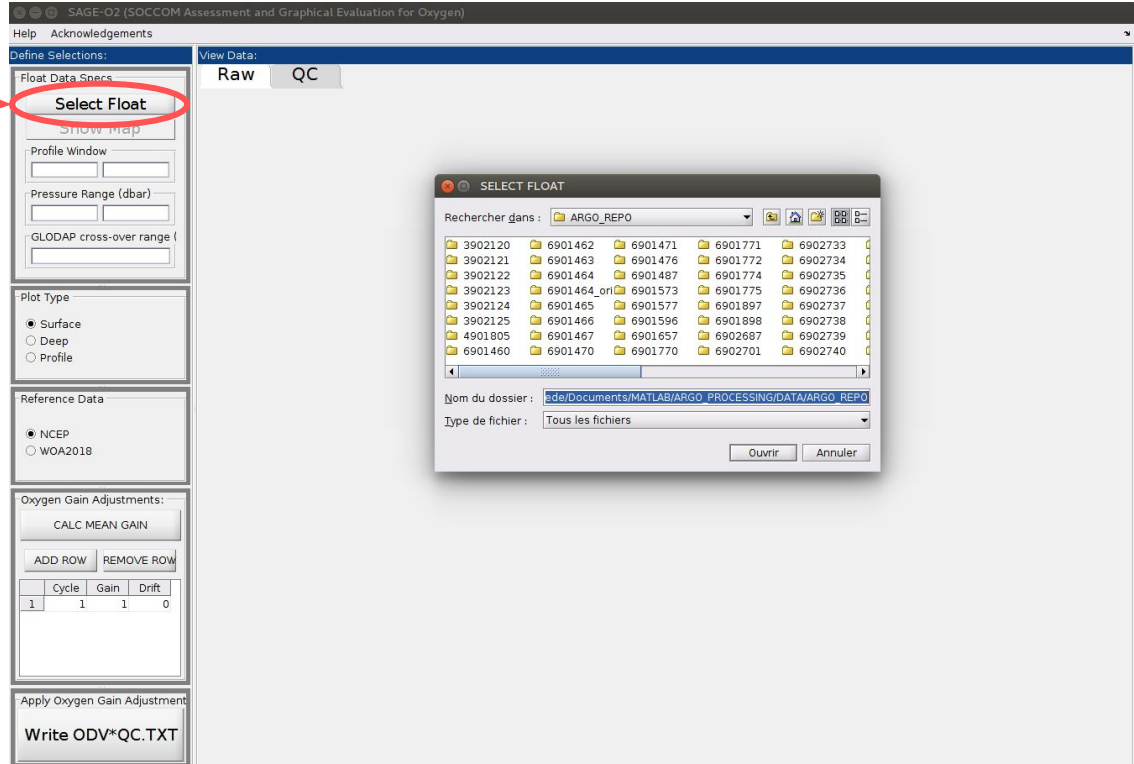 SAGE-O2 (SOCCOM Assessment and Graphical Evaluation for Oxygen)
Help Acknowledgements
Define Selections:
Float Data Specs
Select Float
Show Map
Profile Window
Pressure Range (dbar)
GLODAP cross-over range (
Plot Type
Surface
Deep
Profile
Reference Data
NCEP
WOA2018
Oxygen Gain Adjustments:
CALC MEAN GAIN
ADD ROW REMOVE ROW
Cycle Gain Drift
1 1 1 0
Apply Oxygen Gain Adjustment
Write ODV*QC.TXT
View Data:
Raw QC
SELECT FLOAT
Rechercher dans : ARGO_REPO
3902120 6901462 6901471 6901771 6902733
3902121 6901463 6901476 6901772 6902734
3902122 6901464 6901487 6901774 6902735
3902123 6901464_ori 6901573 6901775 6902736
3902124 6901465 6901577 6901897 6902737
3902125 6901466 6901596 6901898 6902738
4901805 6901467 6901657 6902687 6902739
6901460 6901470 6901770 6902701 6902740
Nom du dossier : ede/Documents/MATLAB/ARGO_PROCESSING/DATA/ARGO_REPO
Type de fichier : Tous les fichiers
Ouvrir Annuler